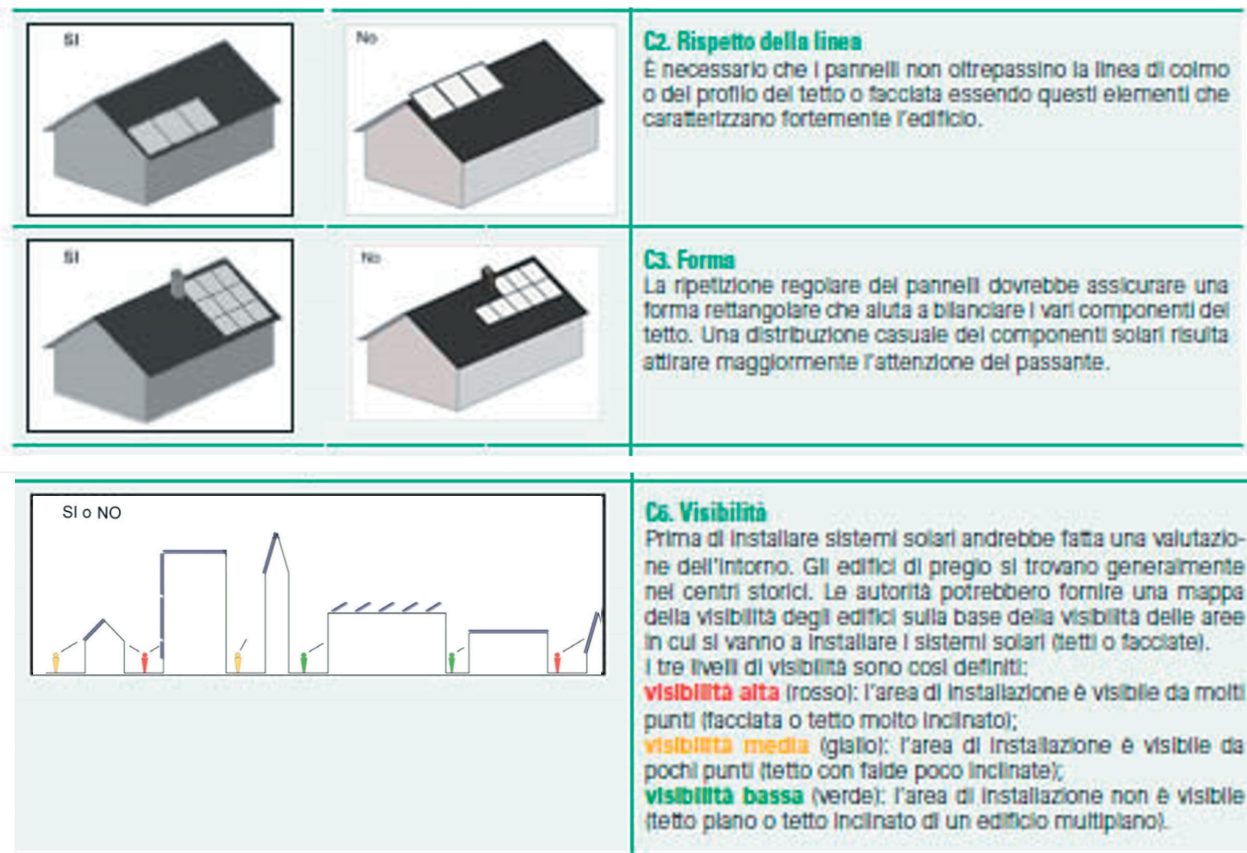 SI
No
C2. Rispetto della linea
È necessario che i pannelli non oltrepassino la linea di colmo
o del profilo del tetto o facciata essendo questi elementi che
caratterizzano fortemente l'edificio.
SI
No
C3. Forma
La ripetizione regolare dei pannelli dovrebbe assicurare una
forma rettangolare che aiuta a bilanciare i vari componenti del
tetto. Una distribuzione casuale dei componenti solari risulta
attirare maggiormente l'attenzione del passante.
SI o NO
C6. Visibilità
Prima di installare sistemi solari andrebbe fatta una valutazio-
ne dell'intorno. Gli edifici di pregio si trovano generalmente
nei centri storici. Le autorità potrebbero fornire una mappa
della visibilità degli edifici sulla base della visibilità delle aree
in cui si vanno a installare i sistemi solari (tetti o facciate).
I tre livelli di visibilità sono così definiti:
visibilità alta (rosso): l'area di installazione è visibile da molti
punti (facciata o tetto molto inclinato);
visibilità media (giallo): l'area di installazione è visibile da
pochi punti (tetto con falde poco inclinate);
visibilità bassa (verde): l'area di installazione non è visibile
(tetto piano o tetto inclinato di un edificio multipiano).